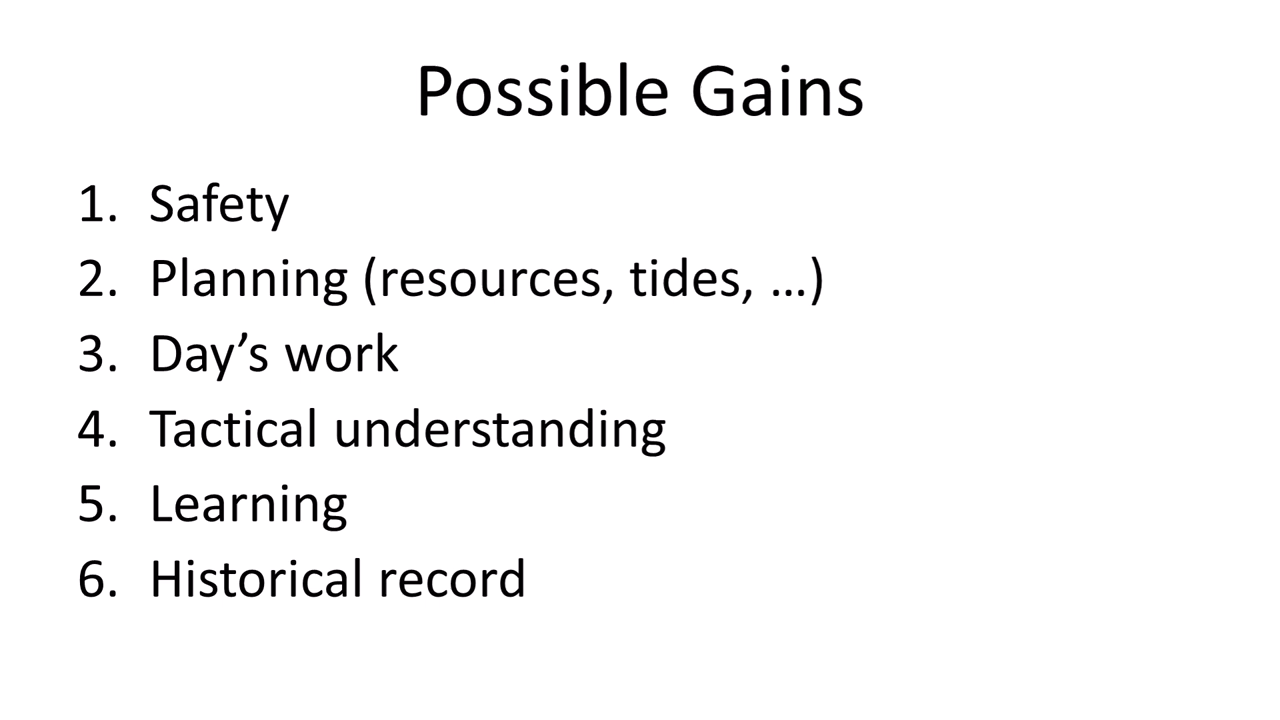 Possible Gains
1. Safety
2. Planning (resources, tides, …)
3. Day’s work
4. Tactical understanding
5. Learning
6. Historical record